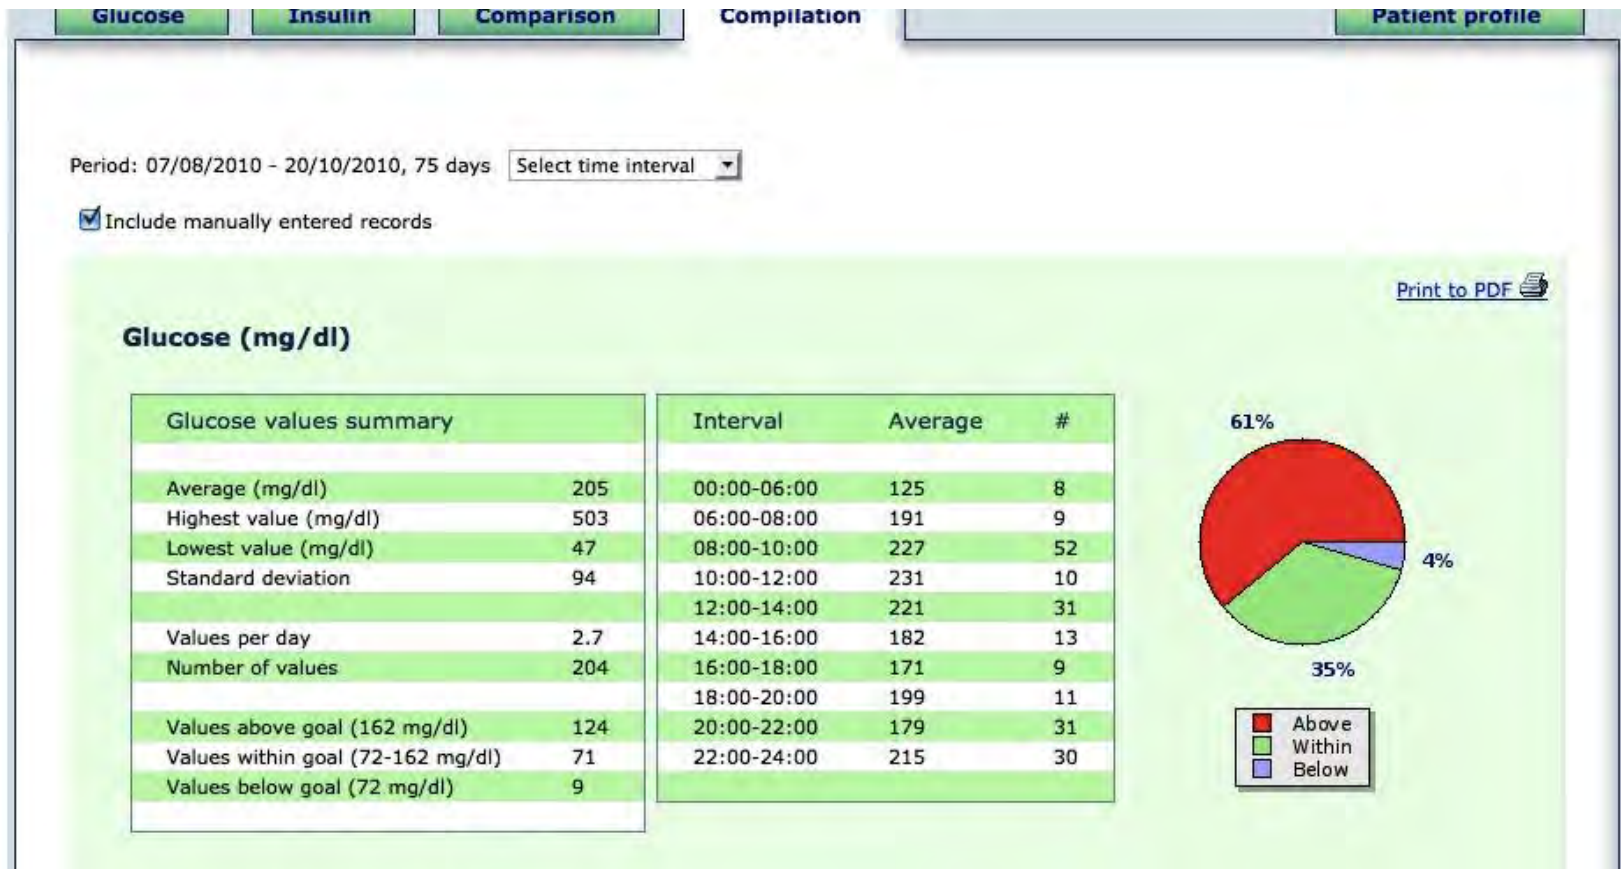 Glucose Insulin Comparison Compilation Patient profile
Period: 07/08/2010 - 20/10/2010, 75 days Select time interval
Include manually entered records
Print to PDF
Glucose (mg/dl)
Glucose values summary
Average (mg/dl) 205
Highest value (mg/dl) 503
Lowest value (mg/dl) 47
Standard deviation 94
Values per day 2.7
Number of values 204
Values above goal (162 mg/dl) 124
Values within goal (72-162 mg/dl) 71
Values below goal (72 mg/dl) 9
Interval Average #
00:00-06:00 125 8
06:00-08:00 191 9
08:00-10:00 227 52
10:00-12:00 231 10
12:00-14:00 221 31
14:00-16:00 182 13
16:00-18:00 171 9
18:00-20:00 199 11
20:00-22:00 179 31
22:00-24:00 215 30
61%
4%
35%
Above
Within
Below